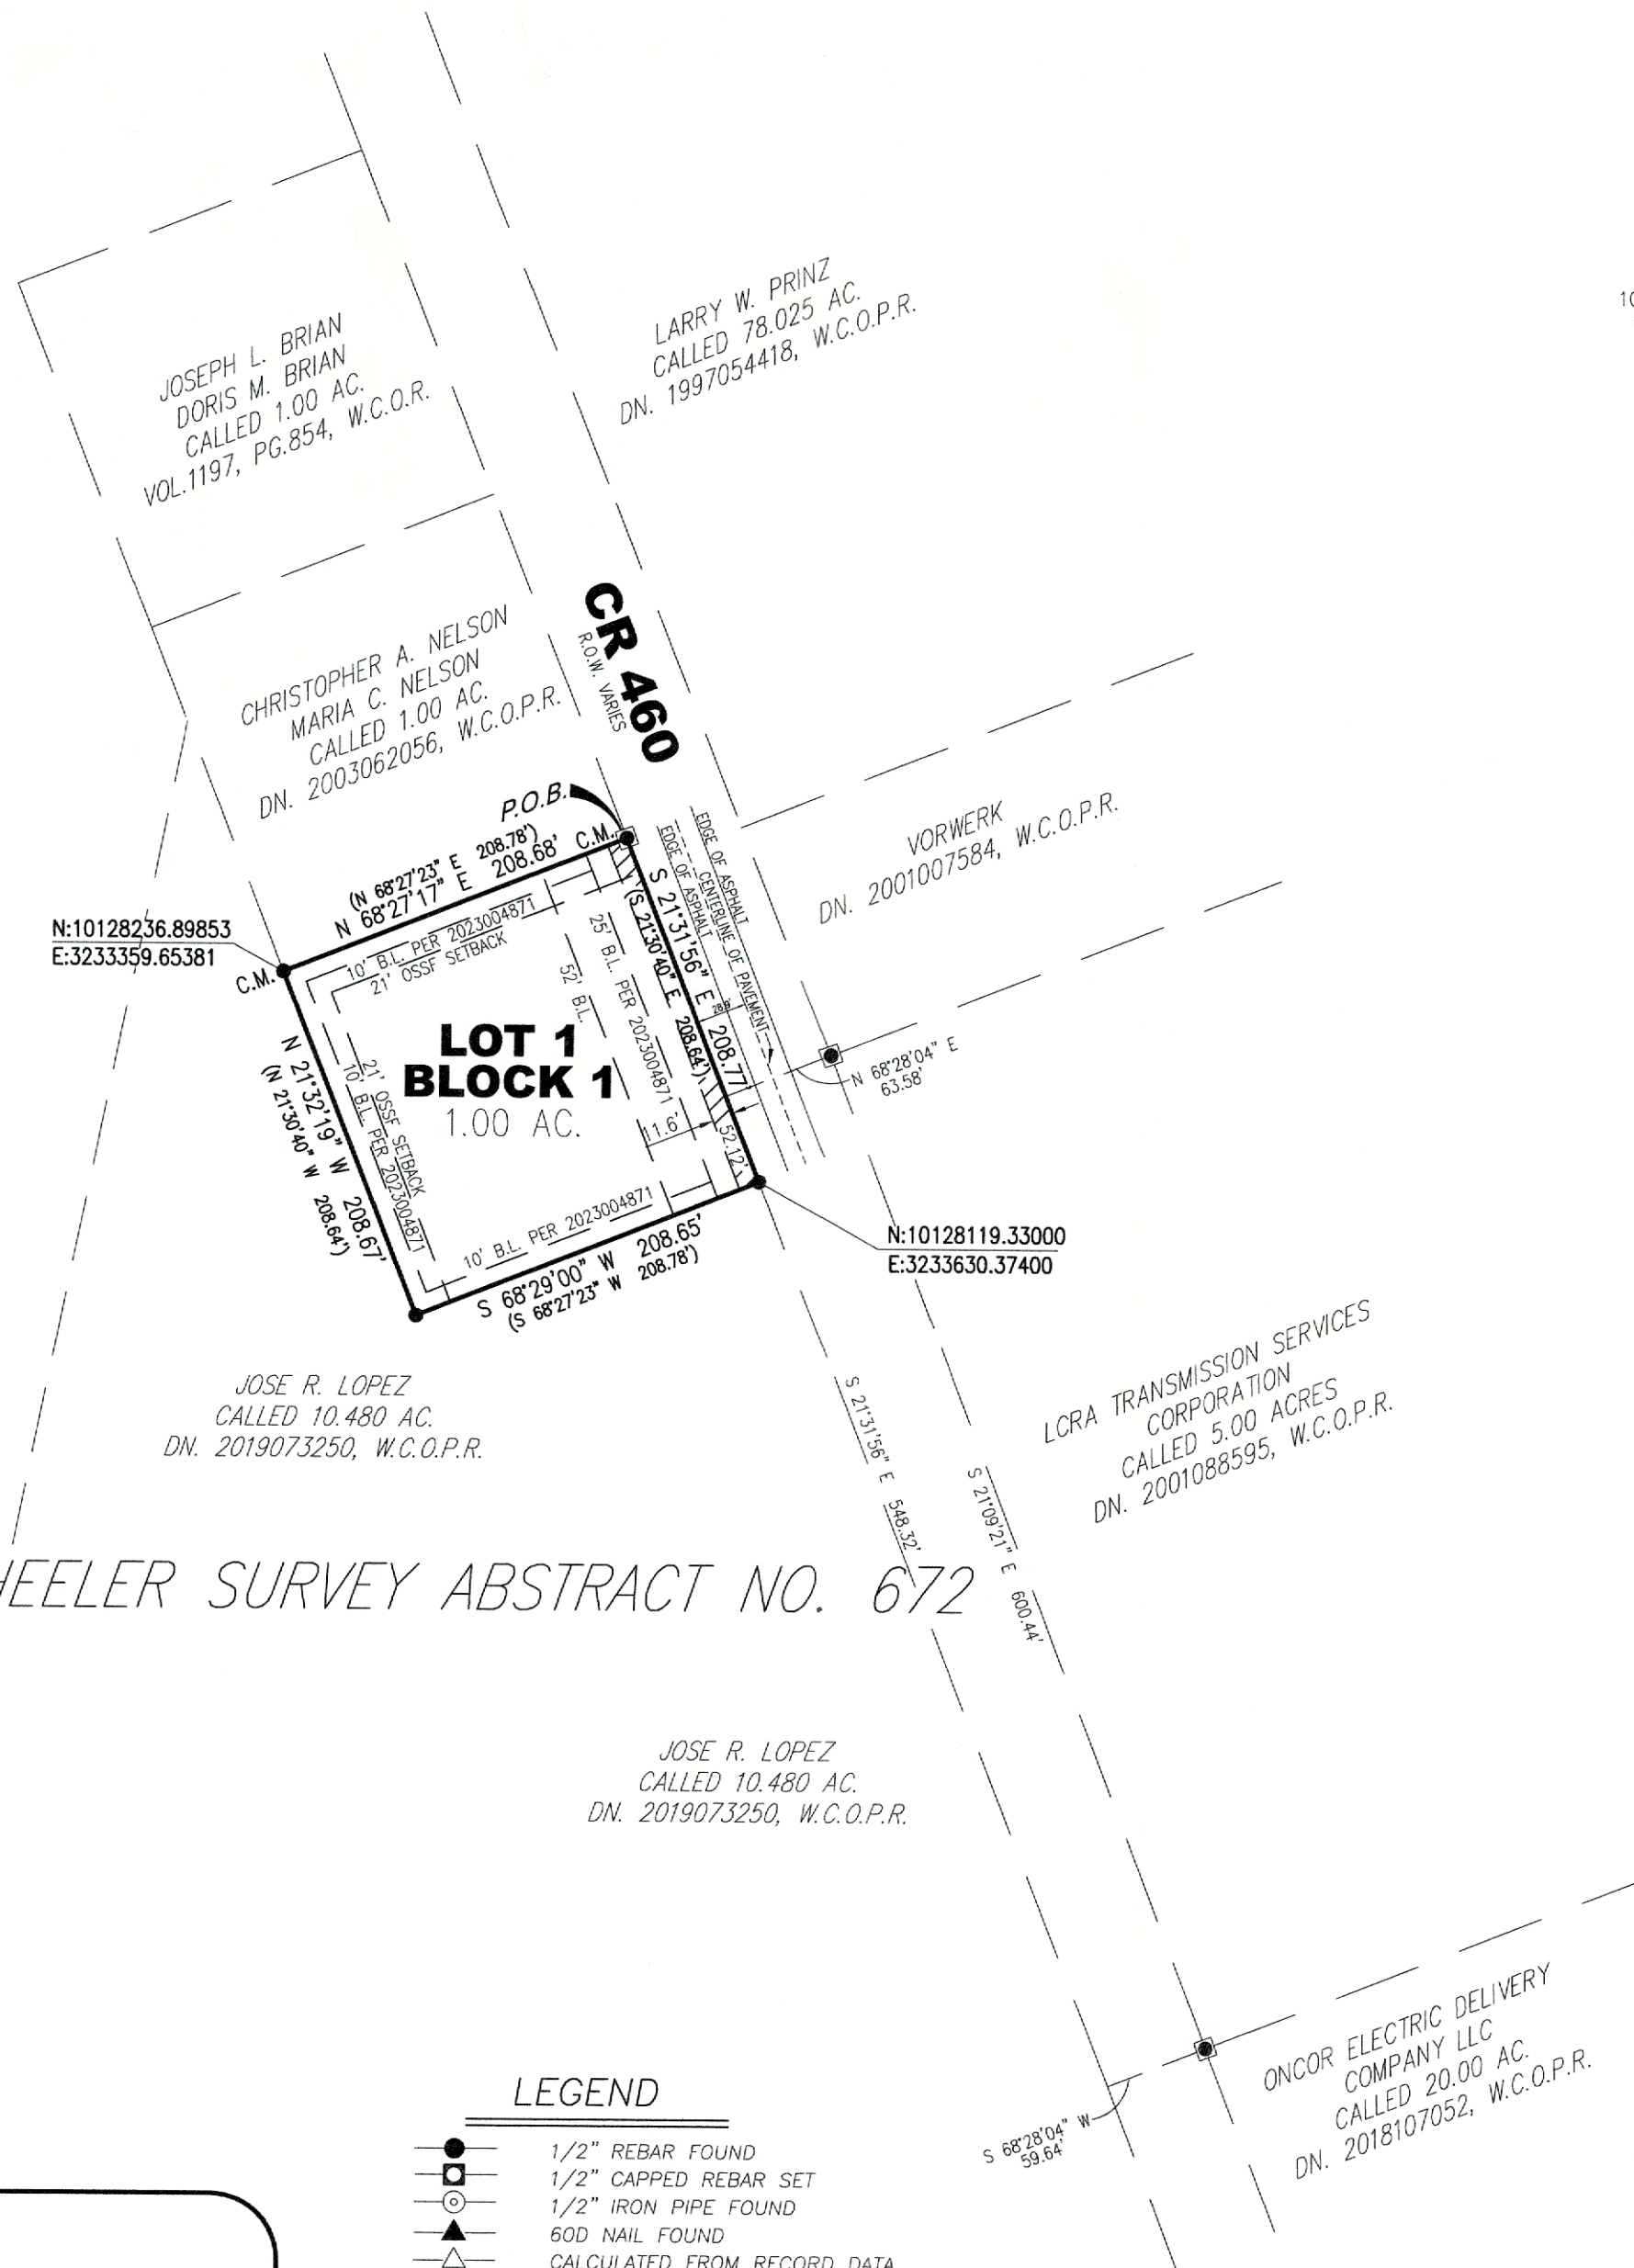 10
JOSEPH L. BRIAN
DORIS M. BRIAN
CALLED 1.00 AC.
VOL.1197, PG.854, W.C.O.R.
LARRY W. PRINZ
CALLED 78.025 AC.
DN. 1997054418, W.C.O.P.R.
CR 460
R.O.W. VARIES
CHRISTOPHER A. NELSON
MARIA C. NELSON
CALLED 1.00 AC.
DN. 2003062056, W.C.O.P.R.
P.O.B.
C.M.
VORWERK
DN. 2001007584, W.C.O.P.R.
EDGE OF ASPHALT
CENTERLINE OF PAVEMENT
EDGE OF ASPHALT
(N 68°27'23" E 208.78')
N 68°27'17" E 208.68'
N:10128236.89853
E:3233359.65381
C.M.
10' B.L. PER 2023004871
21' OSSF SETBACK
25' B.L. PER 2023004871
52' B.L.
S 21°31'56" E 208.77'
(S 21°30'40" E 208.64')
LOT 1
BLOCK 1
1.00 AC.
N 68°28'04" E
63.58'
21' OSSF SETBACK
10' B.L. PER 2023004871
N 21°32'19" W 208.67'
(N 21°30'40" W 208.64')
11.6'
52.12'
10' B.L. PER 2023004871
S 68°29'00" W 208.65'
(S 68°27'23" W 208.78')
N:10128119.33000
E:3233630.37400
JOSE R. LOPEZ
CALLED 10.480 AC.
DN. 2019073250, W.C.O.P.R.
LCRA TRANSMISSION SERVICES
CORPORATION
CALLED 5.00 ACRES
DN. 2001088595, W.C.O.P.R.
S 21°31'56" E 548.32'
S 21°09'21" E 600.44'
HEELER SURVEY ABSTRACT NO. 672
JOSE R. LOPEZ
CALLED 10.480 AC.
DN. 2019073250, W.C.O.P.R.
ONCOR ELECTRIC DELIVERY
COMPANY LLC
CALLED 20.00 AC.
DN. 2018107052, W.C.O.P.R.
S 68°28'04" W
59.64'
LEGEND
1/2" REBAR FOUND
1/2" CAPPED REBAR SET
1/2" IRON PIPE FOUND
60D NAIL FOUND
CALCULATED FROM RECORD DATA